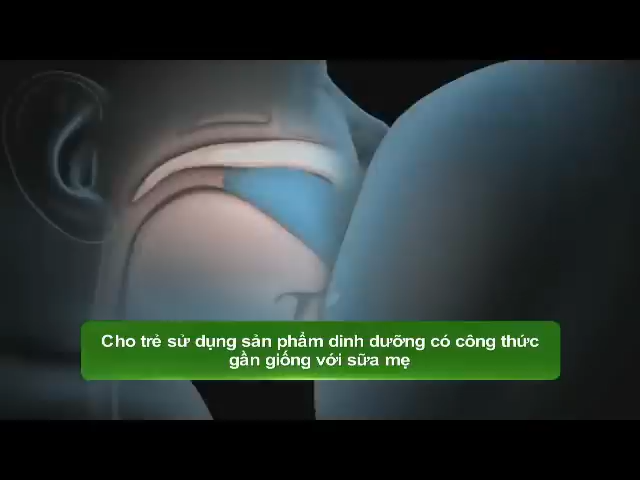 Cho trẻ sử dụng sản phẩm dinh dưỡng có công thức
gần giống với sữa mẹ